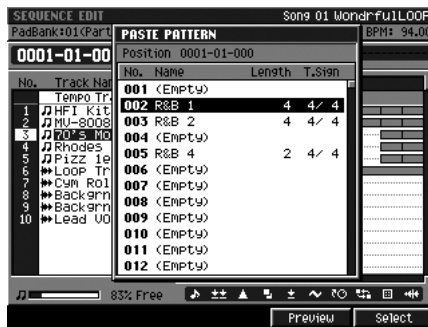 SEQUENCE EDIT Song 01 WondrfulLOOP
PadBank:01(Part BPM: 94.00
PASTE PATTERN
0001-01-00
Position 0001-01-000
No. Track Nam
No. Name Length T.Sign
Tempo Tr
001 (Empty)
1 HFI Kit
002 R&B 1 4 4/ 4
2 MV-8008
003 R&B 2 4 4/ 4
3 70's Mo
004 (Empty)
4 Rhodes
005 R&B 4 2 4/ 4
5 Pizz 1e
006 (Empty)
6 Loop Tr
007 (Empty)
7 Cym Rol
008 (Empty)
8 Backgrn
009 (Empty)
9 Backgrn
010 (Empty)
10 Lead VO
011 (Empty)
012 (Empty)
83% Free
Preview Select